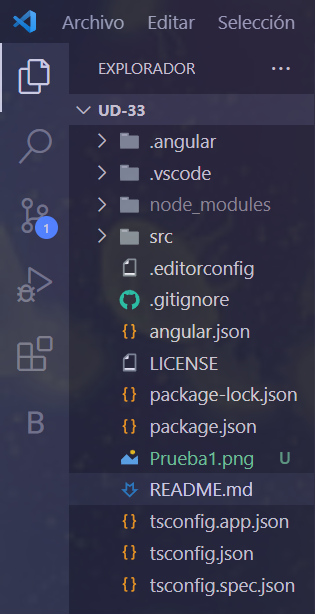 Archivo Editar Selección
EXPLORADOR ...
UD-33
.angular
.vscode
node_modules
src
.editorconfig
.gitignore
1
angular.json
LICENSE
package-lock.json
B
package.json
Prueba1.png U
README.md
tsconfig.app.json
tsconfig.json
tsconfig.spec.json